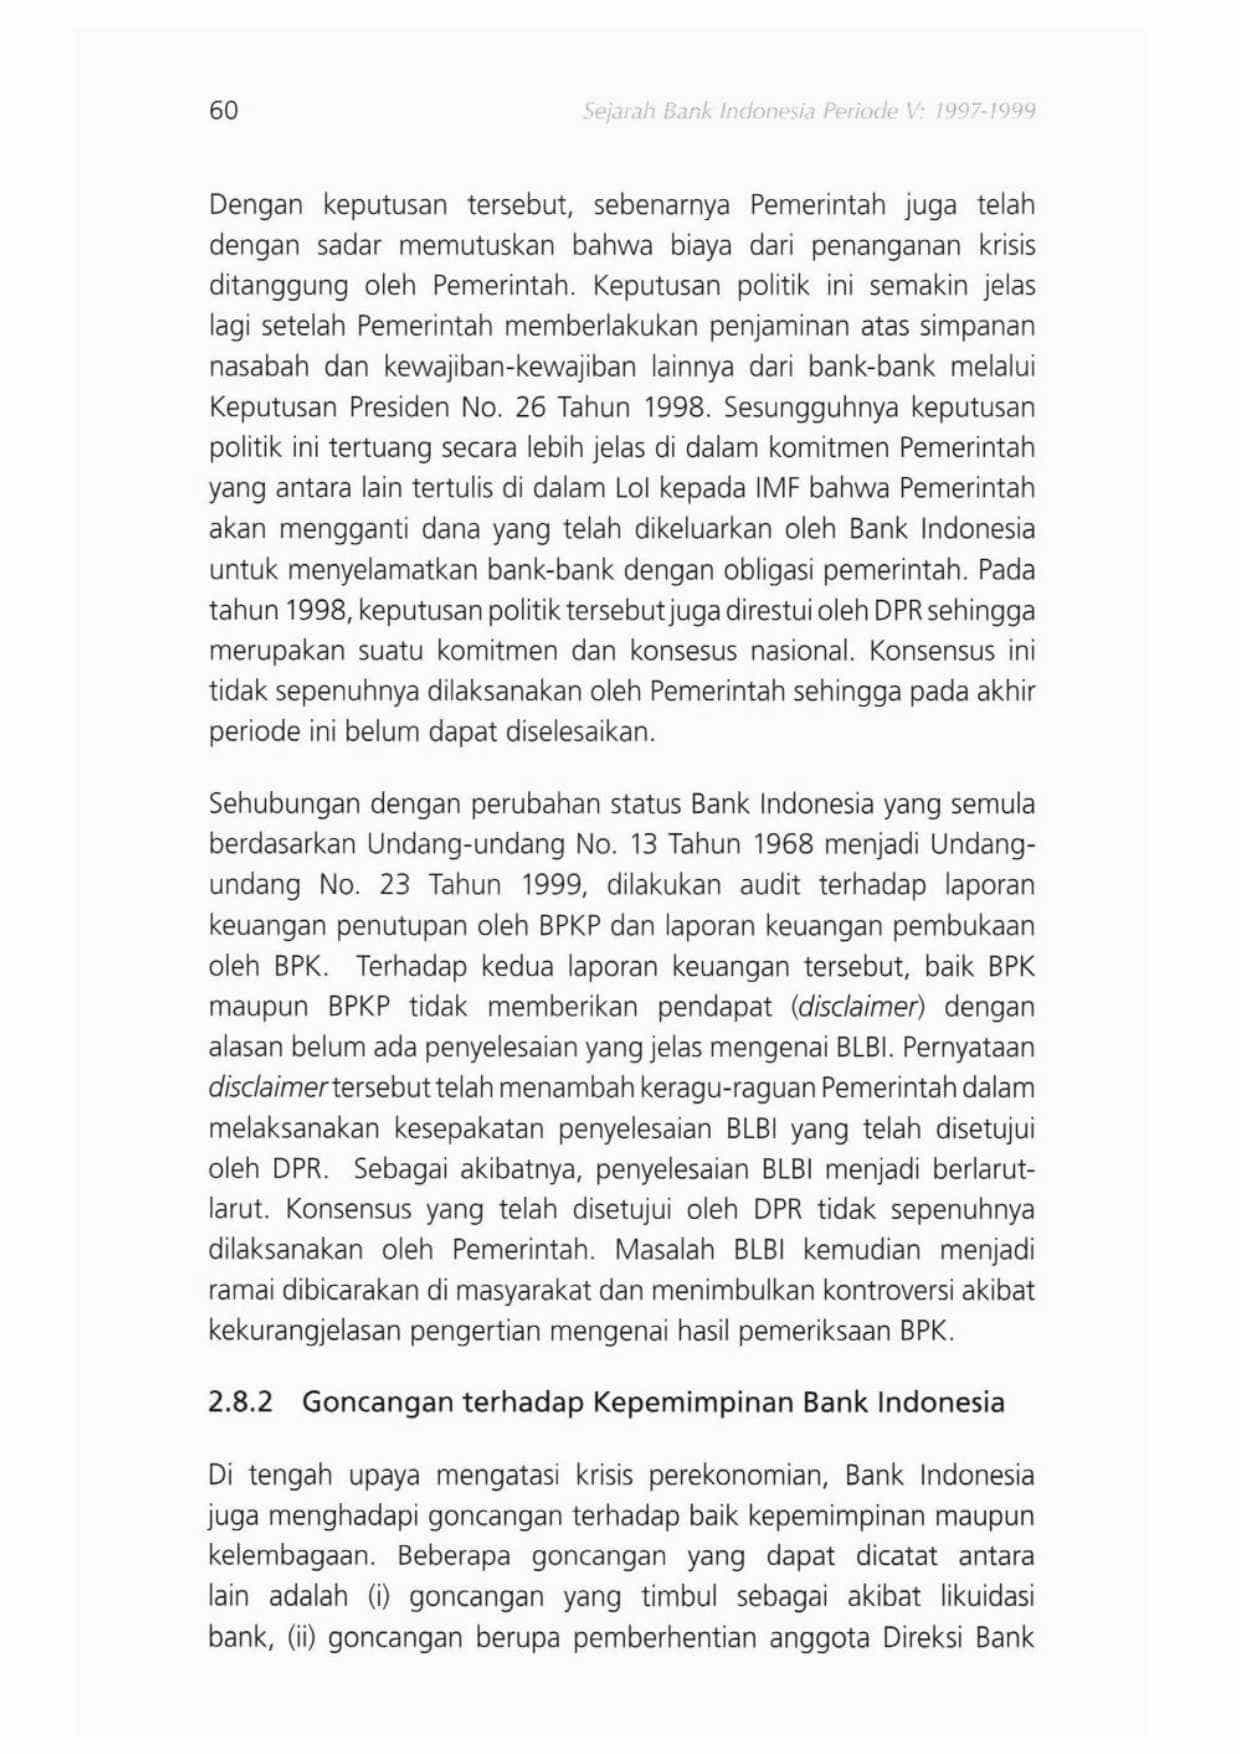 60
Sejarah Bank Indonesia Periode V: 1997-1999
Dengan keputusan tersebut, sebenarnya Pemerintah juga telah
dengan sadar memutuskan bahwa biaya dari penanganan krisis
ditanggung oleh Pemerintah. Keputusan politik ini semakin jelas
lagi setelah Pemerintah memberlakukan penjaminan atas simpanan
nasabah dan kewajiban-kewajiban lainnya dari bank-bank melalui
Keputusan Presiden No. 26 Tahun 1998. Sesungguhnya keputusan
politik ini tertuang secara lebih jelas di dalam komitmen Pemerintah
yang antara lain tertulis di dalam LoI kepada IMF bahwa Pemerintah
akan mengganti dana yang telah dikeluarkan oleh Bank Indonesia
untuk menyelamatkan bank-bank dengan obligasi pemerintah. Pada
tahun 1998, keputusan politik tersebut juga direstui oleh DPR sehingga
merupakan suatu komitmen dan konsesus nasional. Konsensus ini
tidak sepenuhnya dilaksanakan oleh Pemerintah sehingga pada akhir
periode ini belum dapat diselesaikan.
Sehubungan dengan perubahan status Bank Indonesia yang semula
berdasarkan Undang-undang No. 13 Tahun 1968 menjadi Undang-
undang No. 23 Tahun 1999, dilakukan audit terhadap laporan
keuangan penutupan oleh BPKP dan laporan keuangan pembukaan
oleh BPK. Terhadap kedua laporan keuangan tersebut, baik BPK
maupun BPKP tidak memberikan pendapat (disclaimer) dengan
alasan belum ada penyelesaian yang jelas mengenai BLBI. Pernyataan
disclaimer tersebut telah menambah keragu-raguan Pemerintah dalam
melaksanakan kesepakatan penyelesaian BLBI yang telah disetujui
oleh DPR. Sebagai akibatnya, penyelesaian BLBI menjadi berlarut-
larut. Konsensus yang telah disetujui oleh DPR tidak sepenuhnya
dilaksanakan oleh Pemerintah. Masalah BLBI kemudian menjadi
ramai dibicarakan di masyarakat dan menimbulkan kontroversi akibat
kekurangjelasan pengertian mengenai hasil pemeriksaan BPK.
2.8.2 Goncangan terhadap Kepemimpinan Bank Indonesia
Di tengah upaya mengatasi krisis perekonomian, Bank Indonesia
juga menghadapi goncangan terhadap baik kepemimpinan maupun
kelembagaan. Beberapa goncangan yang dapat dicatat antara
lain adalah (i) goncangan yang timbul sebagai akibat likuidasi
bank, (ii) goncangan berupa pemberhentian anggota Direksi Bank